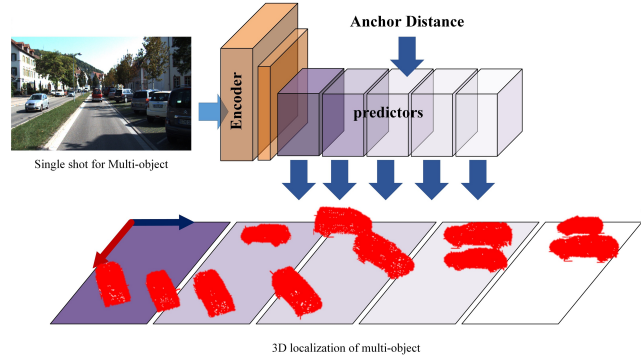 Anchor Distance
Encoder
predictors
Single shot for Multi-object
3D localization of multi-object